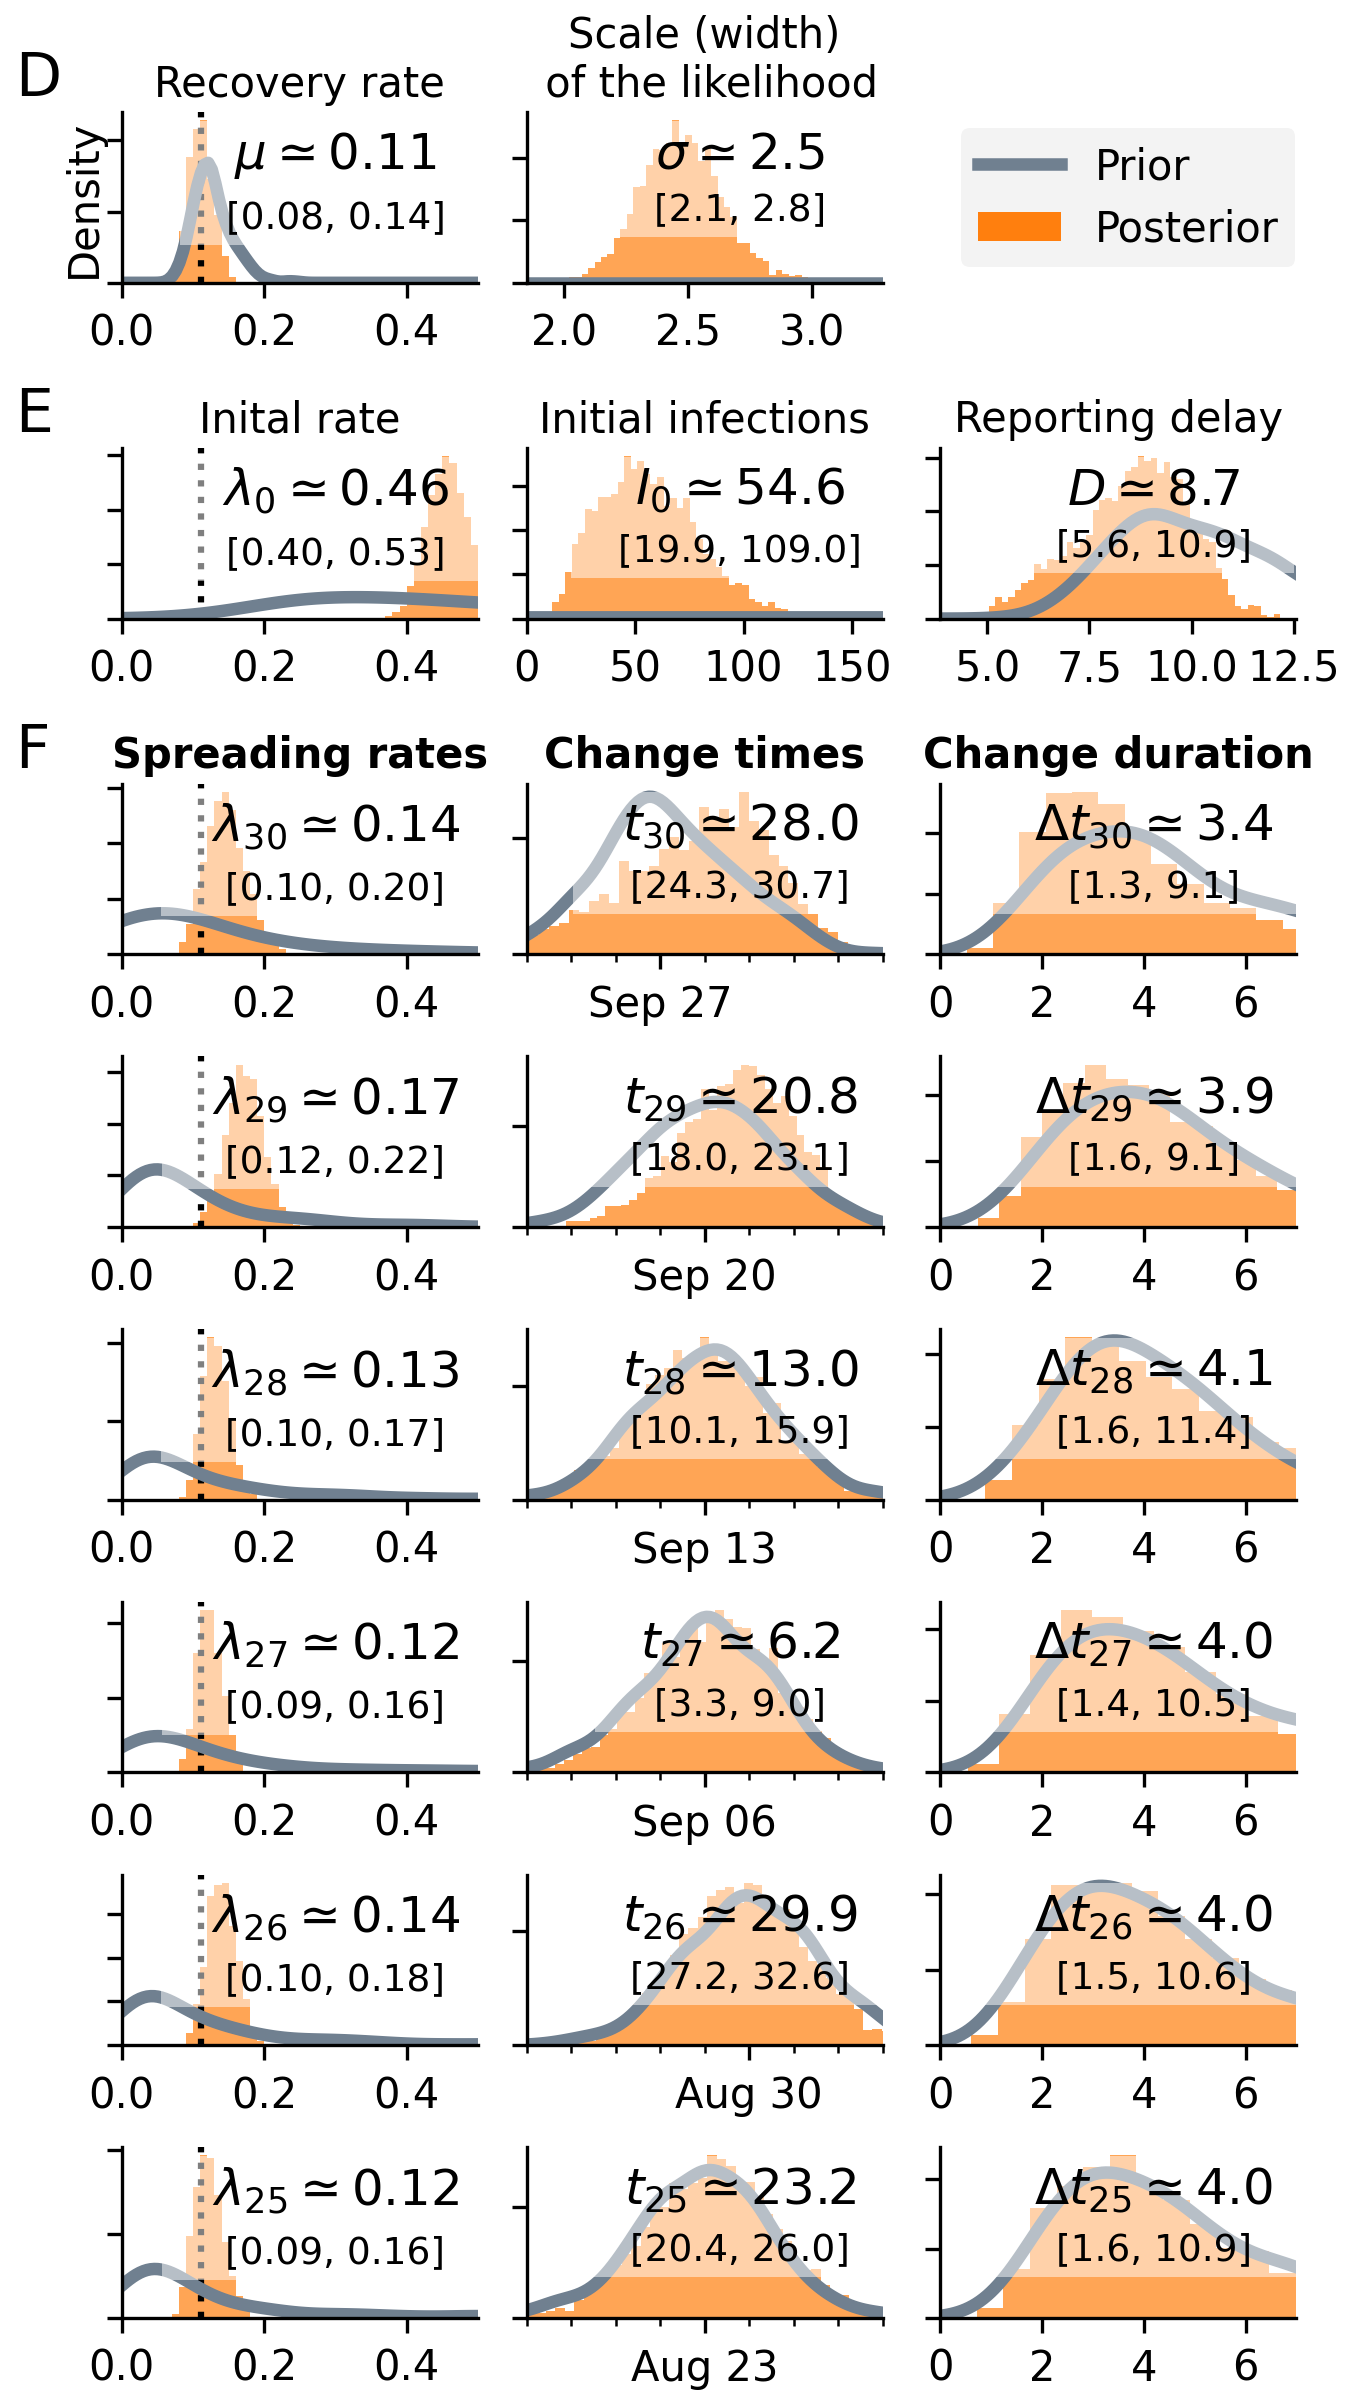 D
Recovery rate
Scale (width)
of the likelihood
Density
μ ≃ 0.11
[0.08, 0.14]
0.0 0.2 0.4
σ ≃ 2.5
[2.1, 2.8]
2.0 2.5 3.0
Prior
Posterior
E
Inital rate
Initial infections
Reporting delay
λ0 ≃ 0.46
[0.40, 0.53]
0.0 0.2 0.4
I0 ≃ 54.6
[19.9, 109.0]
0 50 100 150
D ≃ 8.7
[5.6, 10.9]
5.0 7.5 10.0 12.5
F
Spreading rates
Change times
Change duration
λ30 ≃ 0.14
[0.10, 0.20]
0.0 0.2 0.4
t30 ≃ 28.0
[24.3, 30.7]
Sep 27
Δt30 ≃ 3.4
[1.3, 9.1]
0 2 4 6
λ29 ≃ 0.17
[0.12, 0.22]
0.0 0.2 0.4
t29 ≃ 20.8
[18.0, 23.1]
Sep 20
Δt29 ≃ 3.9
[1.6, 9.1]
0 2 4 6
λ28 ≃ 0.13
[0.10, 0.17]
0.0 0.2 0.4
t28 ≃ 13.0
[10.1, 15.9]
Sep 13
Δt28 ≃ 4.1
[1.6, 11.4]
0 2 4 6
λ27 ≃ 0.12
[0.09, 0.16]
0.0 0.2 0.4
t27 ≃ 6.2
[3.3, 9.0]
Sep 06
Δt27 ≃ 4.0
[1.4, 10.5]
0 2 4 6
λ26 ≃ 0.14
[0.10, 0.18]
0.0 0.2 0.4
t26 ≃ 29.9
[27.2, 32.6]
Aug 30
Δt26 ≃ 4.0
[1.5, 10.6]
0 2 4 6
λ25 ≃ 0.12
[0.09, 0.16]
0.0 0.2 0.4
t25 ≃ 23.2
[20.4, 26.0]
Aug 23
Δt25 ≃ 4.0
[1.6, 10.9]
0 2 4 6